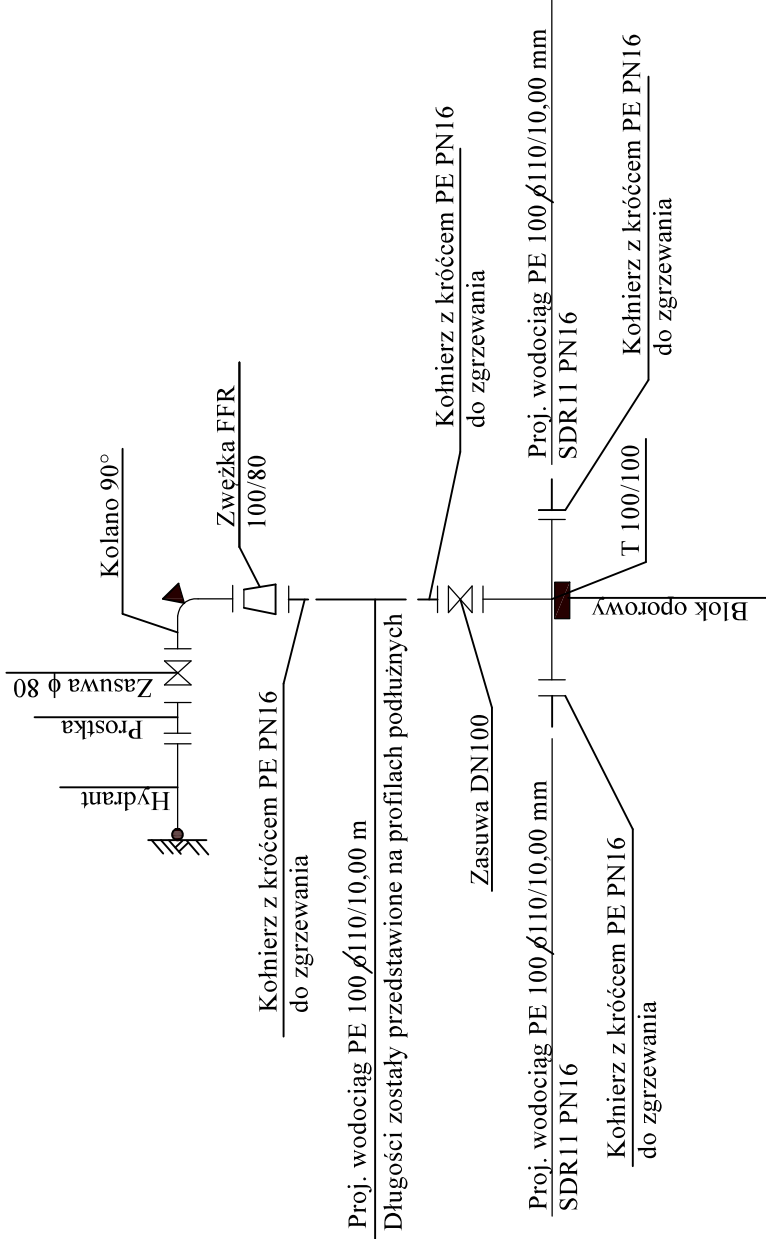 Hydrant
Prostka
Zasuwa ϕ 80
Kolano 90°
Zwężka FFR
100/80
Kołnierz z króćcem PE PN16
do zgrzewania
Proj. wodociąg PE 100 ϕ110/10,00 m
Długości zostały przedstawione na profilach podłużnych
Kołnierz z króćcem PE PN16
do zgrzewania
Zasuwa DN100
Proj. wodociąg PE 100 ϕ110/10,00 mm
SDR11 PN16
Kołnierz z króćcem PE PN16
do zgrzewania
Blok oporowy
T 100/100
Proj. wodociąg PE 100 ϕ110/10,00 mm
SDR11 PN16
Kołnierz z króćcem PE PN16
do zgrzewania